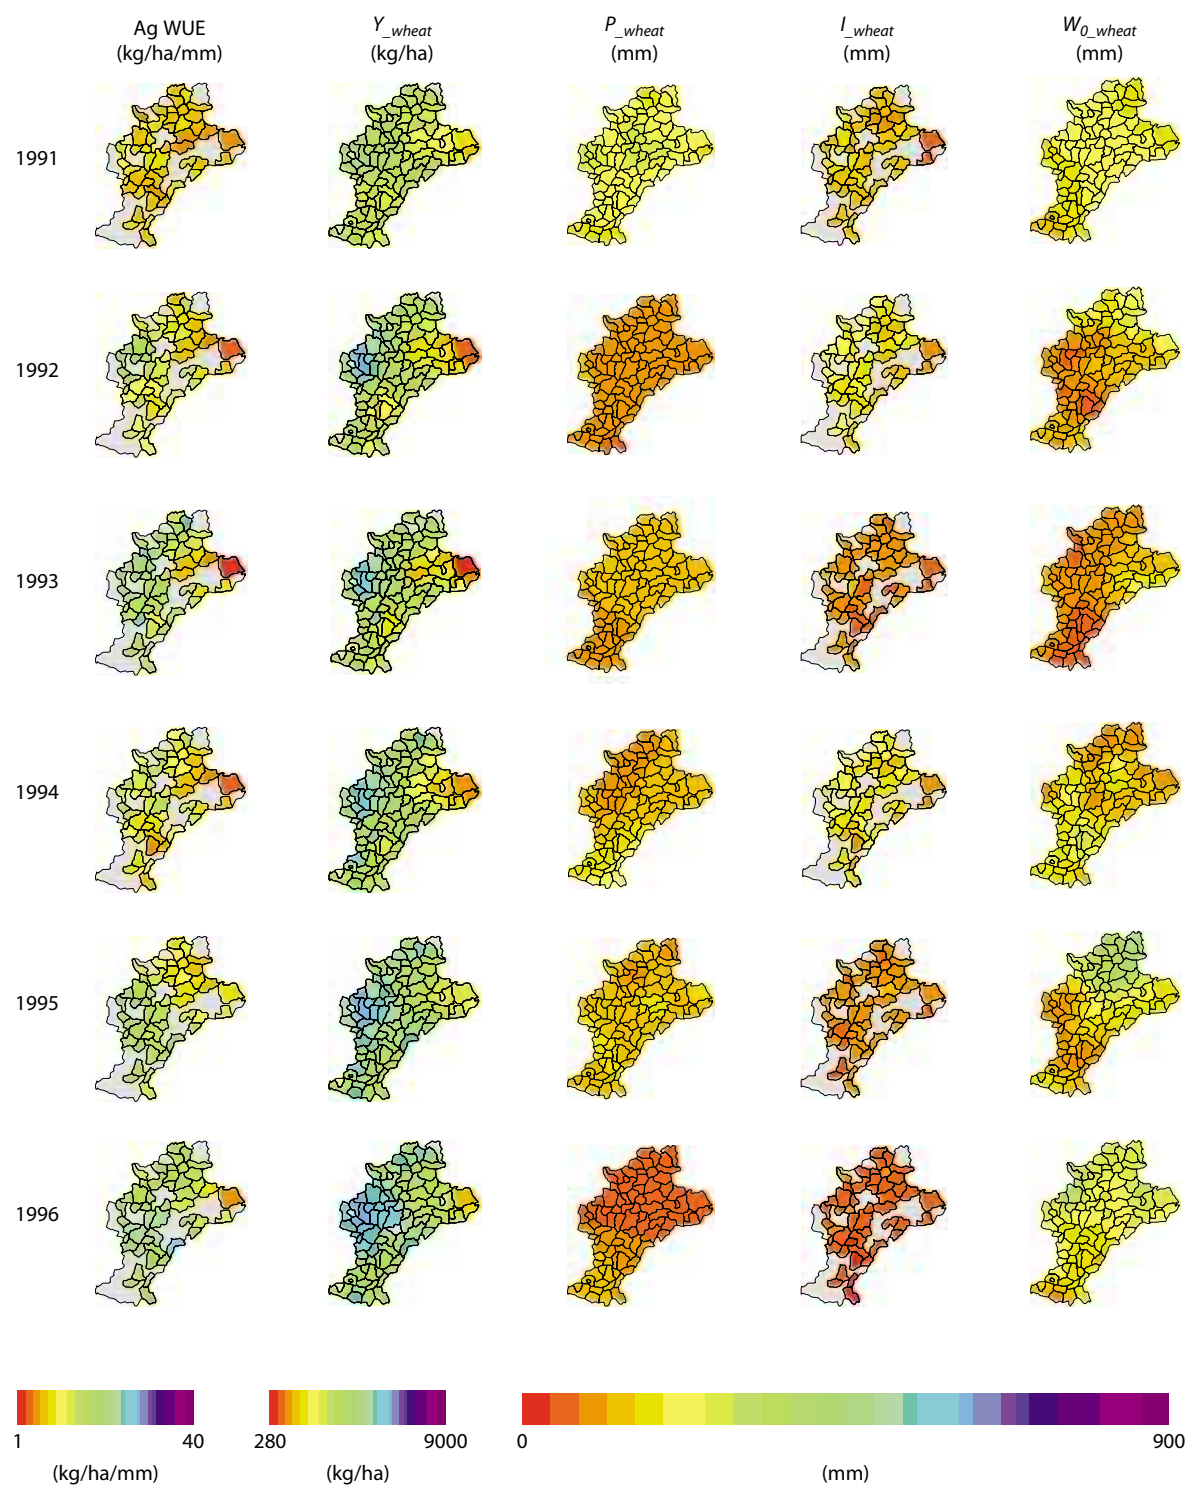 Ag WUE Y_wheat P_wheat I_wheat W0_wheat
(kg/ha/mm) (kg/ha) (mm) (mm) (mm)
1991
1992
1993
1994
1995
1996
1 40 280 9000 0 900
(kg/ha/mm) (kg/ha) (mm)